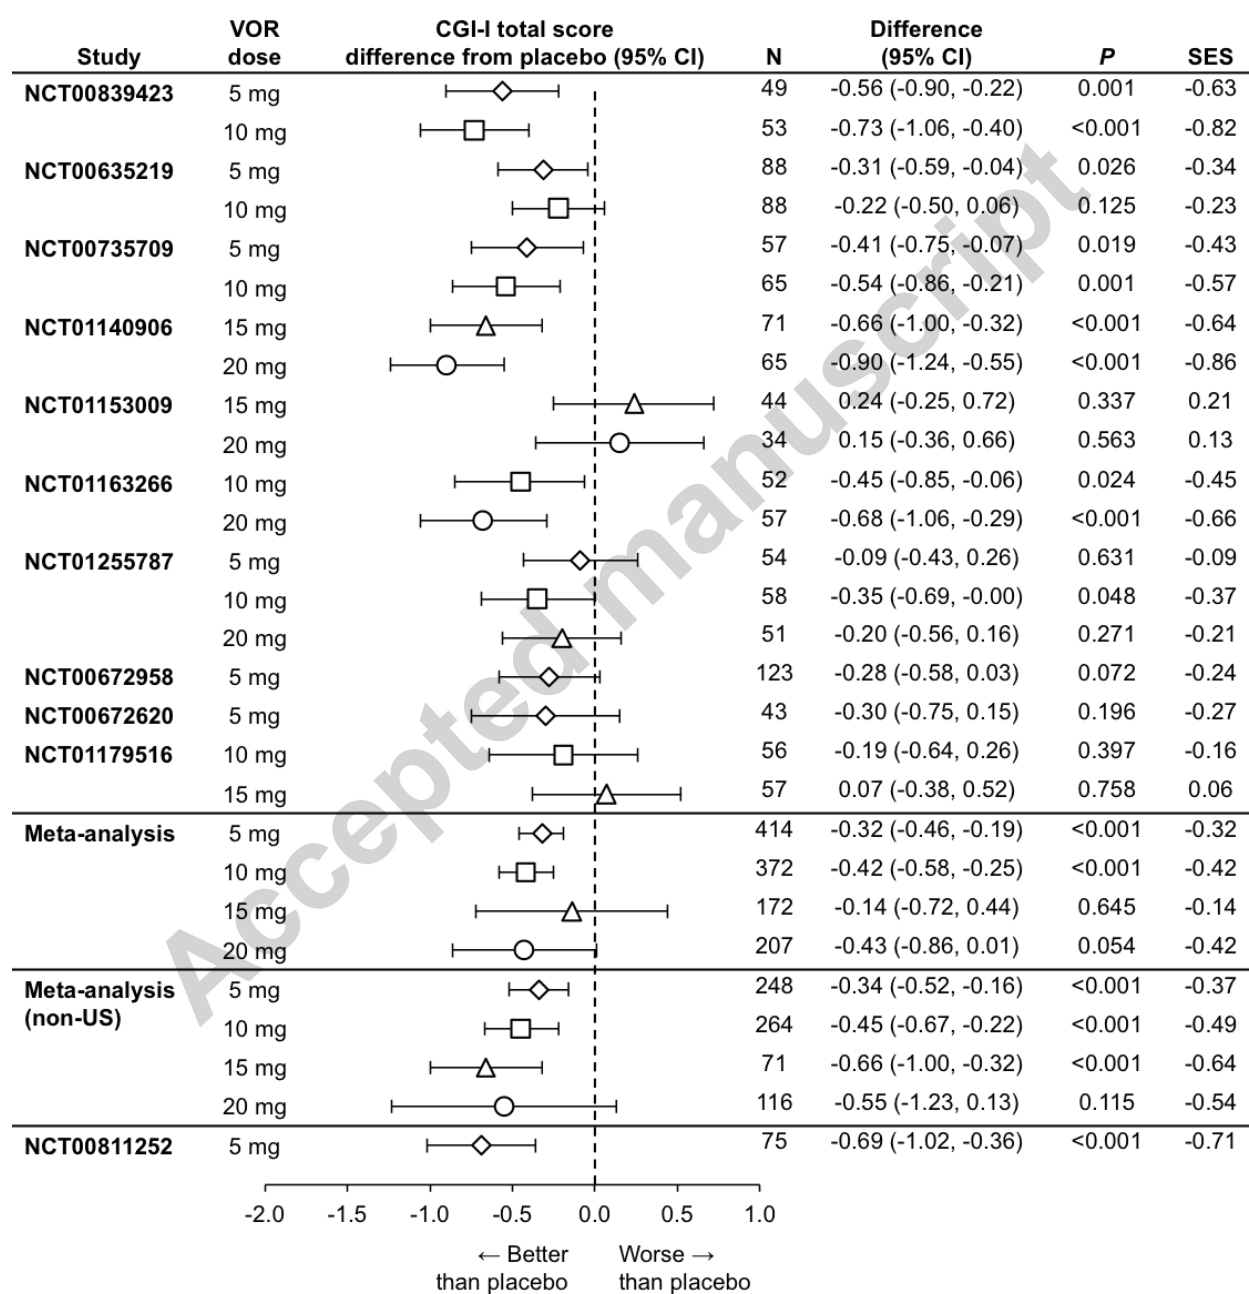 Study VOR dose CGI-I total score difference from placebo (95% CI) N Difference (95% CI) P SES
NCT00839423 5 mg 49 -0.56 (-0.90, -0.22) 0.001 -0.63
10 mg 53 -0.73 (-1.06, -0.40) <0.001 -0.82
NCT00635219 5 mg 88 -0.31 (-0.59, -0.04) 0.026 -0.34
10 mg 88 -0.22 (-0.50, 0.06) 0.125 -0.23
NCT00735709 5 mg 57 -0.41 (-0.75, -0.07) 0.019 -0.43
10 mg 65 -0.54 (-0.86, -0.21) 0.001 -0.57
NCT01140906 15 mg 71 -0.66 (-1.00, -0.32) <0.001 -0.64
20 mg 65 -0.90 (-1.24, -0.55) <0.001 -0.86
NCT01153009 15 mg 44 0.24 (-0.25, 0.72) 0.337 0.21
20 mg 34 0.15 (-0.36, 0.66) 0.563 0.13
NCT01163266 10 mg 52 -0.45 (-0.85, -0.06) 0.024 -0.45
20 mg 57 -0.68 (-1.06, -0.29) <0.001 -0.66
NCT01255787 5 mg 54 -0.09 (-0.43, 0.26) 0.631 -0.09
10 mg 58 -0.35 (-0.69, -0.00) 0.048 -0.37
20 mg 51 -0.20 (-0.56, 0.16) 0.271 -0.21
NCT00672958 5 mg 123 -0.28 (-0.58, 0.03) 0.072 -0.24
NCT00672620 5 mg 43 -0.30 (-0.75, 0.15) 0.196 -0.27
NCT01179516 10 mg 56 -0.19 (-0.64, 0.26) 0.397 -0.16
15 mg 57 0.07 (-0.38, 0.52) 0.758 0.06
Meta-analysis 5 mg 414 -0.32 (-0.46, -0.19) <0.001 -0.32
10 mg 372 -0.42 (-0.58, -0.25) <0.001 -0.42
15 mg 172 -0.14 (-0.72, 0.44) 0.645 -0.14
20 mg 207 -0.43 (-0.86, 0.01) 0.054 -0.42
Meta-analysis (non-US) 5 mg 248 -0.34 (-0.52, -0.16) <0.001 -0.37
10 mg 264 -0.45 (-0.67, -0.22) <0.001 -0.49
15 mg 71 -0.66 (-1.00, -0.32) <0.001 -0.64
20 mg 116 -0.55 (-1.23, 0.13) 0.115 -0.54
NCT00811252 5 mg 75 -0.69 (-1.02, -0.36) <0.001 -0.71
-2.0 -1.5 -1.0 -0.5 0.0 0.5 1.0
← Better Worse →
than placebo than placebo
Accepted manuscript